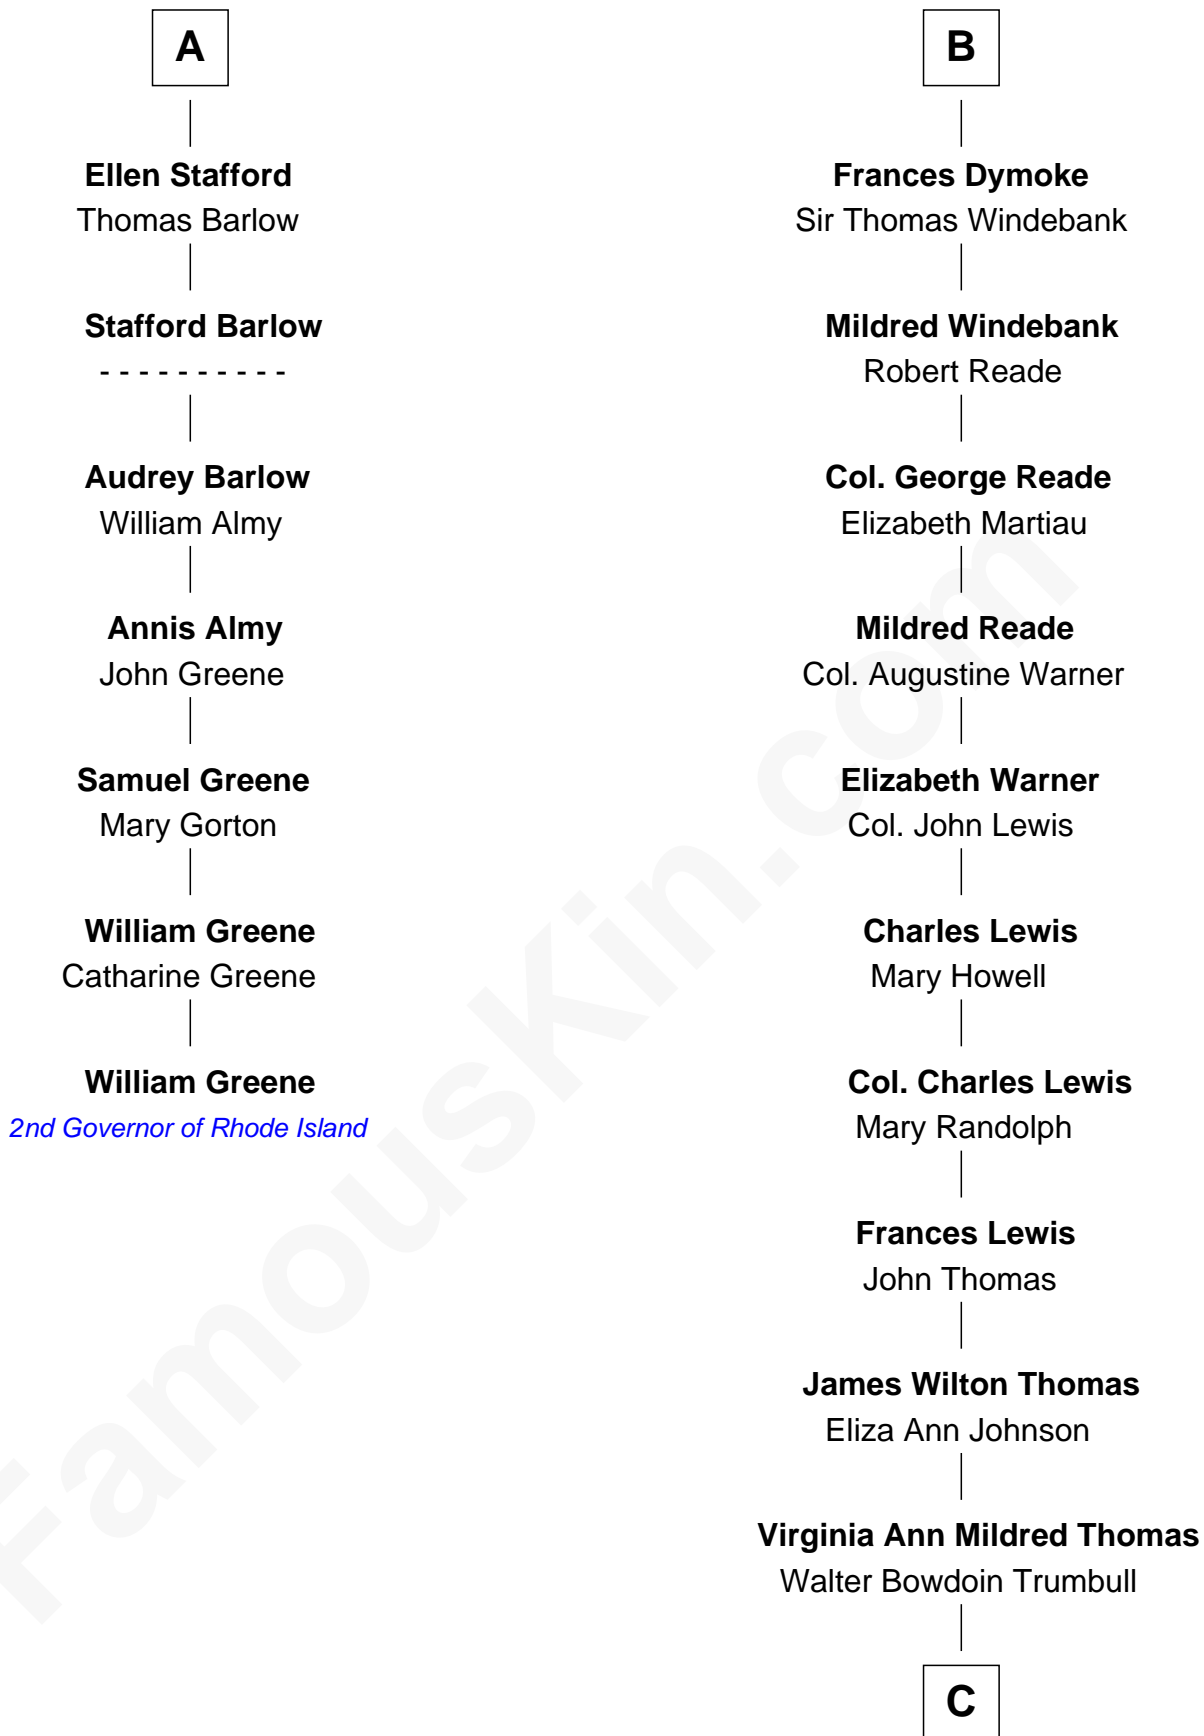 A
Ellen Stafford
Thomas Barlow
Stafford Barlow
- - - - - - - - - -
Audrey Barlow
William Almy
Annis Almy
John Greene
Samuel Greene
Mary Gorton
William Greene
Catharine Greene
William Greene
2nd Governor of Rhode Island
B
Frances Dymoke
Sir Thomas Windebank
Mildred Windebank
Robert Reade
Col. George Reade
Elizabeth Martiau
Mildred Reade
Col. Augustine Warner
Elizabeth Warner
Col. John Lewis
Charles Lewis
Mary Howell
Col. Charles Lewis
Mary Randolph
Frances Lewis
John Thomas
James Wilton Thomas
Eliza Ann Johnson
Virginia Ann Mildred Thomas
Walter Bowdoin Trumbull
C
FamousKin.com